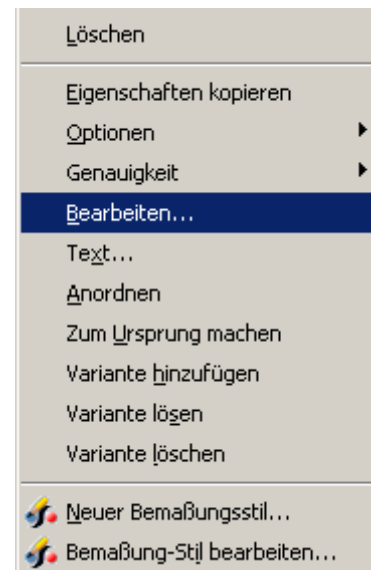 Löschen
Eigenschaften kopieren
Optionen
Genauigkeit
Bearbeiten...
Text...
Anordnen
Zum Ursprung machen
Variante hinzufügen
Variante lösen
Variante löschen
Neuer Bemaßungsstil...
Bemaßung-Stil bearbeiten...